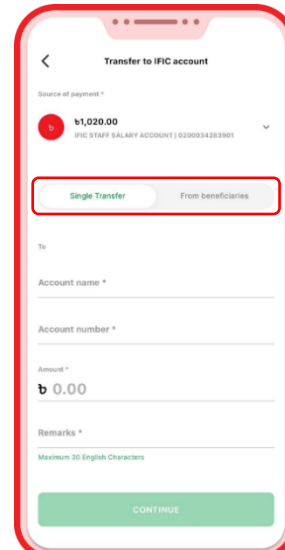 Transfer to IFIC account
Source of payment *
৳
৳1,020.00
IFIC STAFF SALARY ACCOUNT | 0200034283901
Single Transfer
From beneficiaries
To
Account name *
Account number *
Amount *
৳ 0.00
Remarks *
Maximum 30 English Characters
CONTINUE